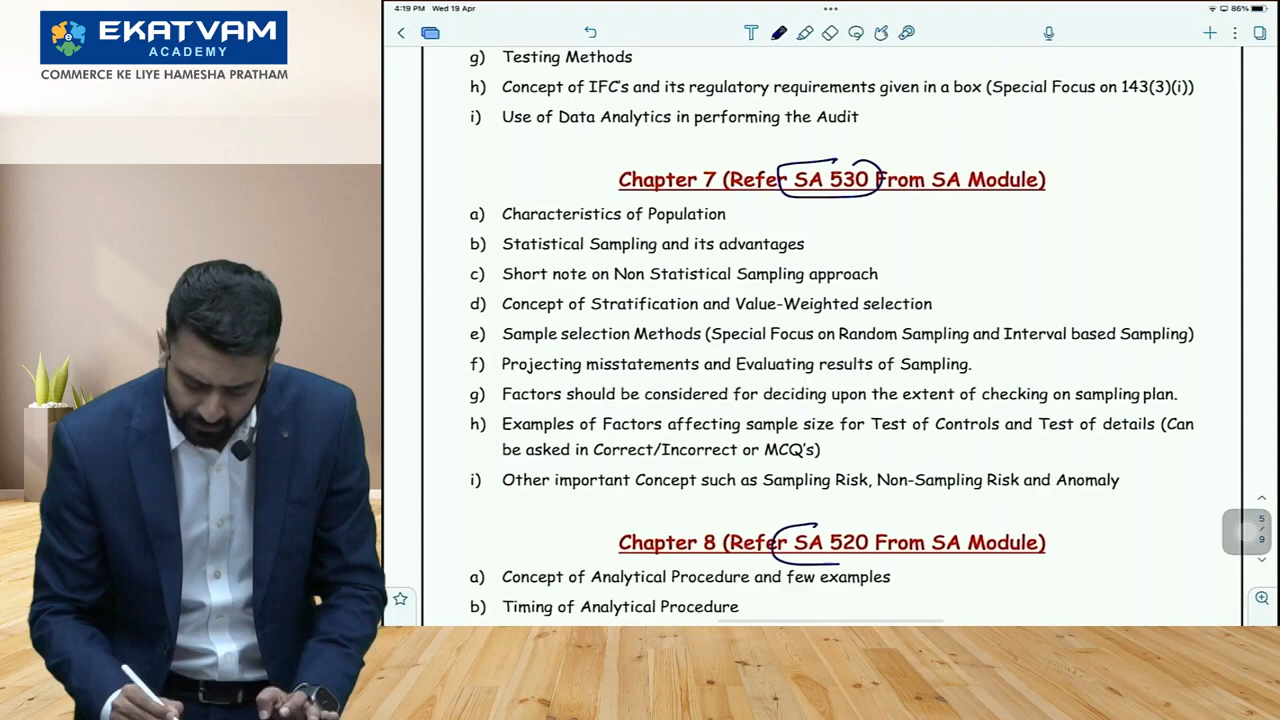 EKATVAM
ACADEMY
COMMERCE KE LIYE HAMESHA PRATHAM
4:19 PM Wed 19 Apr
86%
g) Testing Methods
h) Concept of IFC's and its regulatory requirements given in a box (Special Focus on 143(3)(i))
i) Use of Data Analytics in performing the Audit
Chapter 7 (Refer SA 530 From SA Module)
a) Characteristics of Population
b) Statistical Sampling and its advantages
c) Short note on Non Statistical Sampling approach
d) Concept of Stratification and Value-Weighted selection
e) Sample selection Methods (Special Focus on Random Sampling and Interval based Sampling)
f) Projecting misstatements and Evaluating results of Sampling.
g) Factors should be considered for deciding upon the extent of checking on sampling plan.
h) Examples of Factors affecting sample size for Test of Controls and Test of details (Can
be asked in Correct/Incorrect or MCQ's)
i) Other important Concept such as Sampling Risk, Non-Sampling Risk and Anomaly
5
/
9
Chapter 8 (Refer SA 520 From SA Module)
a) Concept of Analytical Procedure and few examples
b) Timing of Analytical Procedure